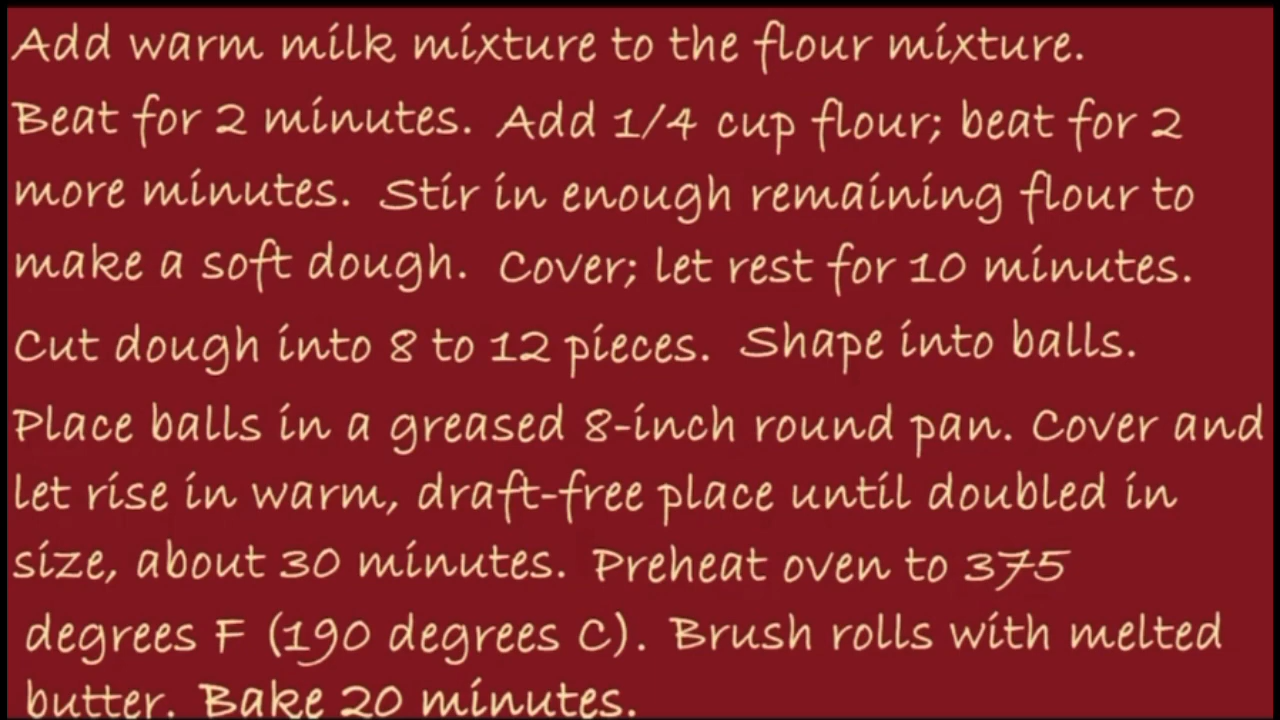 Add warm milk mixture to the flour mixture.
Beat for 2 minutes. Add 1/4 cup flour; beat for 2
more minutes. Stir in enough remaining flour to
make a soft dough. Cover; let rest for 10 minutes.
Cut dough into 8 to 12 pieces. Shape into balls.
Place balls in a greased 8-inch round pan. Cover and
let rise in warm, draft-free place until doubled in
size, about 30 minutes. Preheat oven to 375
degrees F (190 degrees C). Brush rolls with melted
butter. Bake 20 minutes.